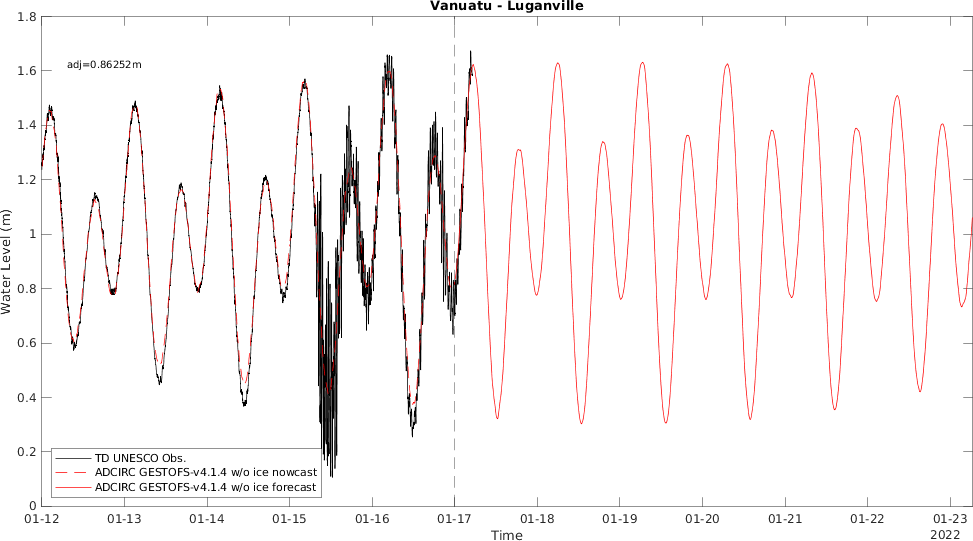 Vanuatu - Luganville
1.8
1.6
1.4
1.2
1
0.8
0.6
0.4
0.2
0
Water Level (m)
adj=0.86252m
TD UNESCO Obs.
ADCIRC GESTOFS-v4.1.4 w/o ice nowcast
ADCIRC GESTOFS-v4.1.4 w/o ice forecast
01-12 01-13 01-14 01-15 01-16 01-17 01-18 01-19 01-20 01-21 01-22 01-23
2022
Time